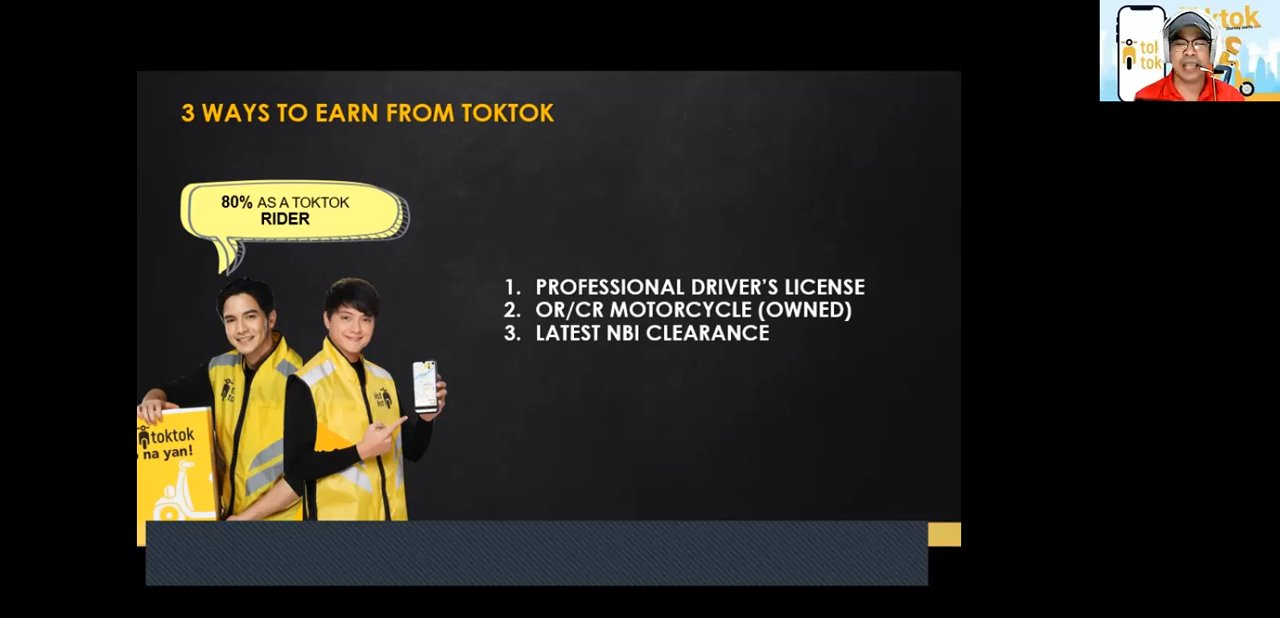 3 WAYS TO EARN FROM TOKTOK
80% AS A TOKTOK
RIDER
1. PROFESSIONAL DRIVER'S LICENSE
2. OR/CR MOTORCYCLE (OWNED)
3. LATEST NBI CLEARANCE
toktok
na yan!
tok